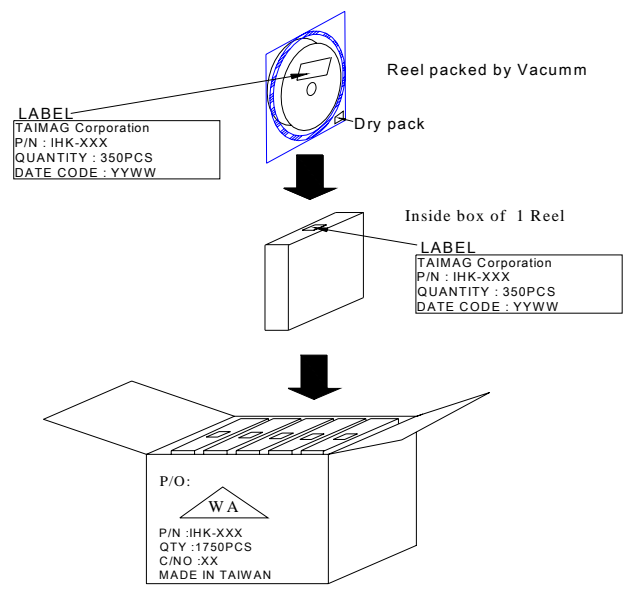 Reel packed by Vacumm
LABEL
TAIMAG Corporation
P/N : IHK-XXX
QUANTITY : 350PCS
DATE CODE : YYWW
Dry pack
Inside box of 1 Reel
LABEL
TAIMAG Corporation
P/N : IHK-XXX
QUANTITY : 350PCS
DATE CODE : YYWW
P/O:
WA
P/N :IHK-XXX
QTY :1750PCS
C/NO :XX
MADE IN TAIWAN